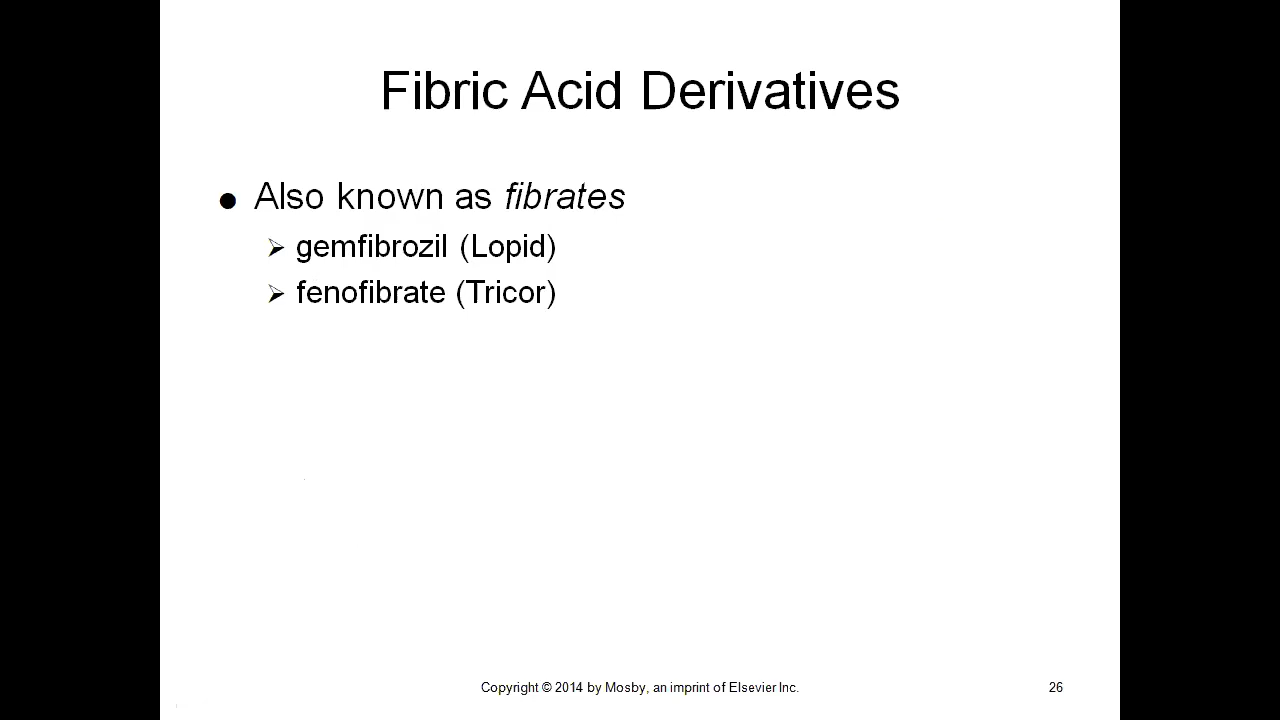 Fibric Acid Derivatives
● Also known as fibrates
➢ gemfibrozil (Lopid)
➢ fenofibrate (Tricor)
Copyright © 2014 by Mosby, an imprint of Elsevier Inc.
26